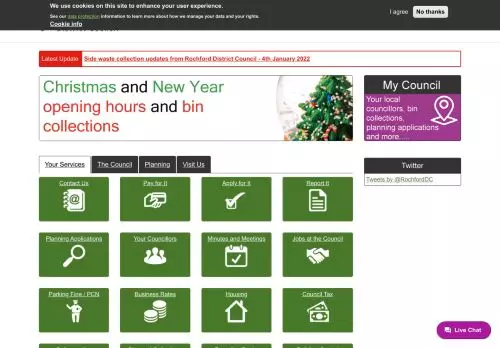 We use cookies on this site to enhance your user experience.
See our data protection information to learn more about how we manage your data and your rights.
Cookie info
I agree
No, thanks
Latest Update
Side waste collection updates from Rochford District Council - 4th January 2022
Christmas and New Year
opening hours and bin
collections
My Council
Your local
councillors, bin
collections,
planning applications
and more.....
Twitter
Tweets by @RochfordDC
Your Services
The Council
Planning
Visit Us
Contact Us
Pay for It
Apply for It
Report It
Planning Applications
Your Councillors
Minutes and Meetings
Jobs at the Council
Parking Fine / PCN
Business Rates
Housing
Council Tax
Live Chat